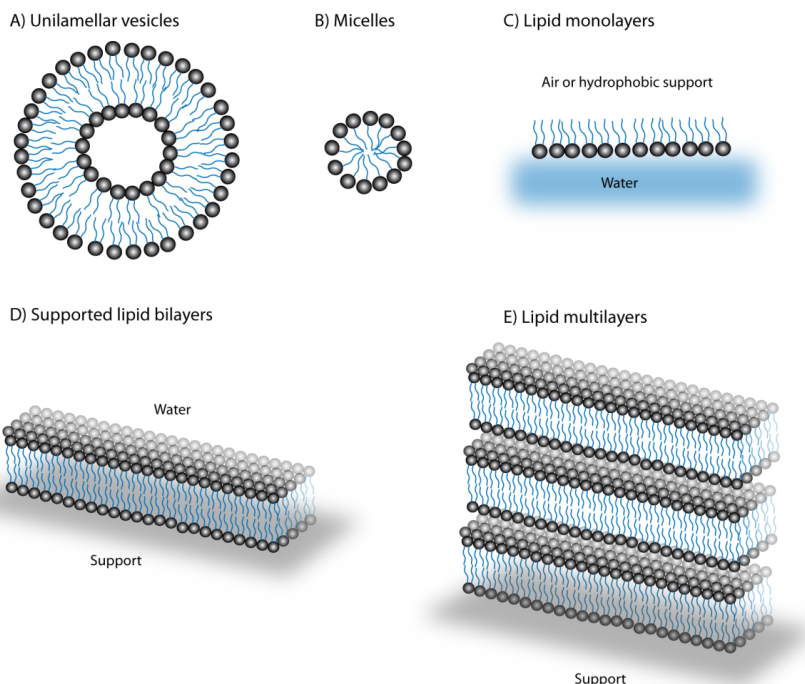 A) Unilamellar vesicles
B) Micelles
C) Lipid monolayers
Air or hydrophobic support
Water
D) Supported lipid bilayers
E) Lipid multilayers
Water
Support
Support